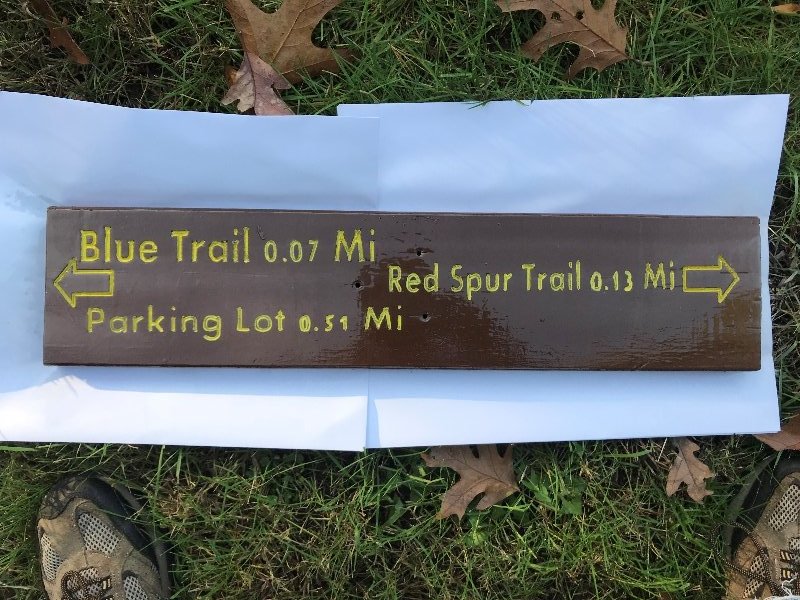 Blue Trail 0.07 Mi
Parking Lot 0.51 Mi
Red Spur Trail 0.13 Mi